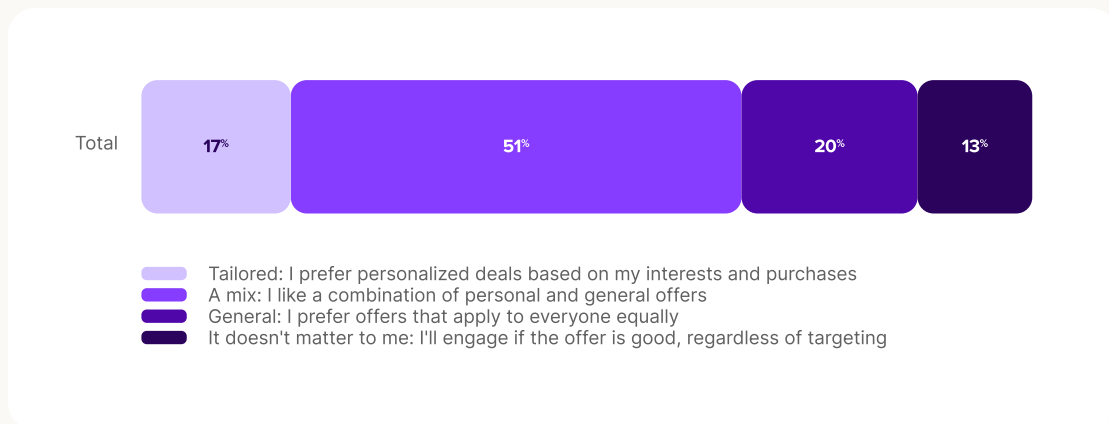 Total
17%
51%
20%
13%
Tailored: I prefer personalized deals based on my interests and purchases
A mix: I like a combination of personal and general offers
General: I prefer offers that apply to everyone equally
It doesn't matter to me: I'll engage if the offer is good, regardless of targeting